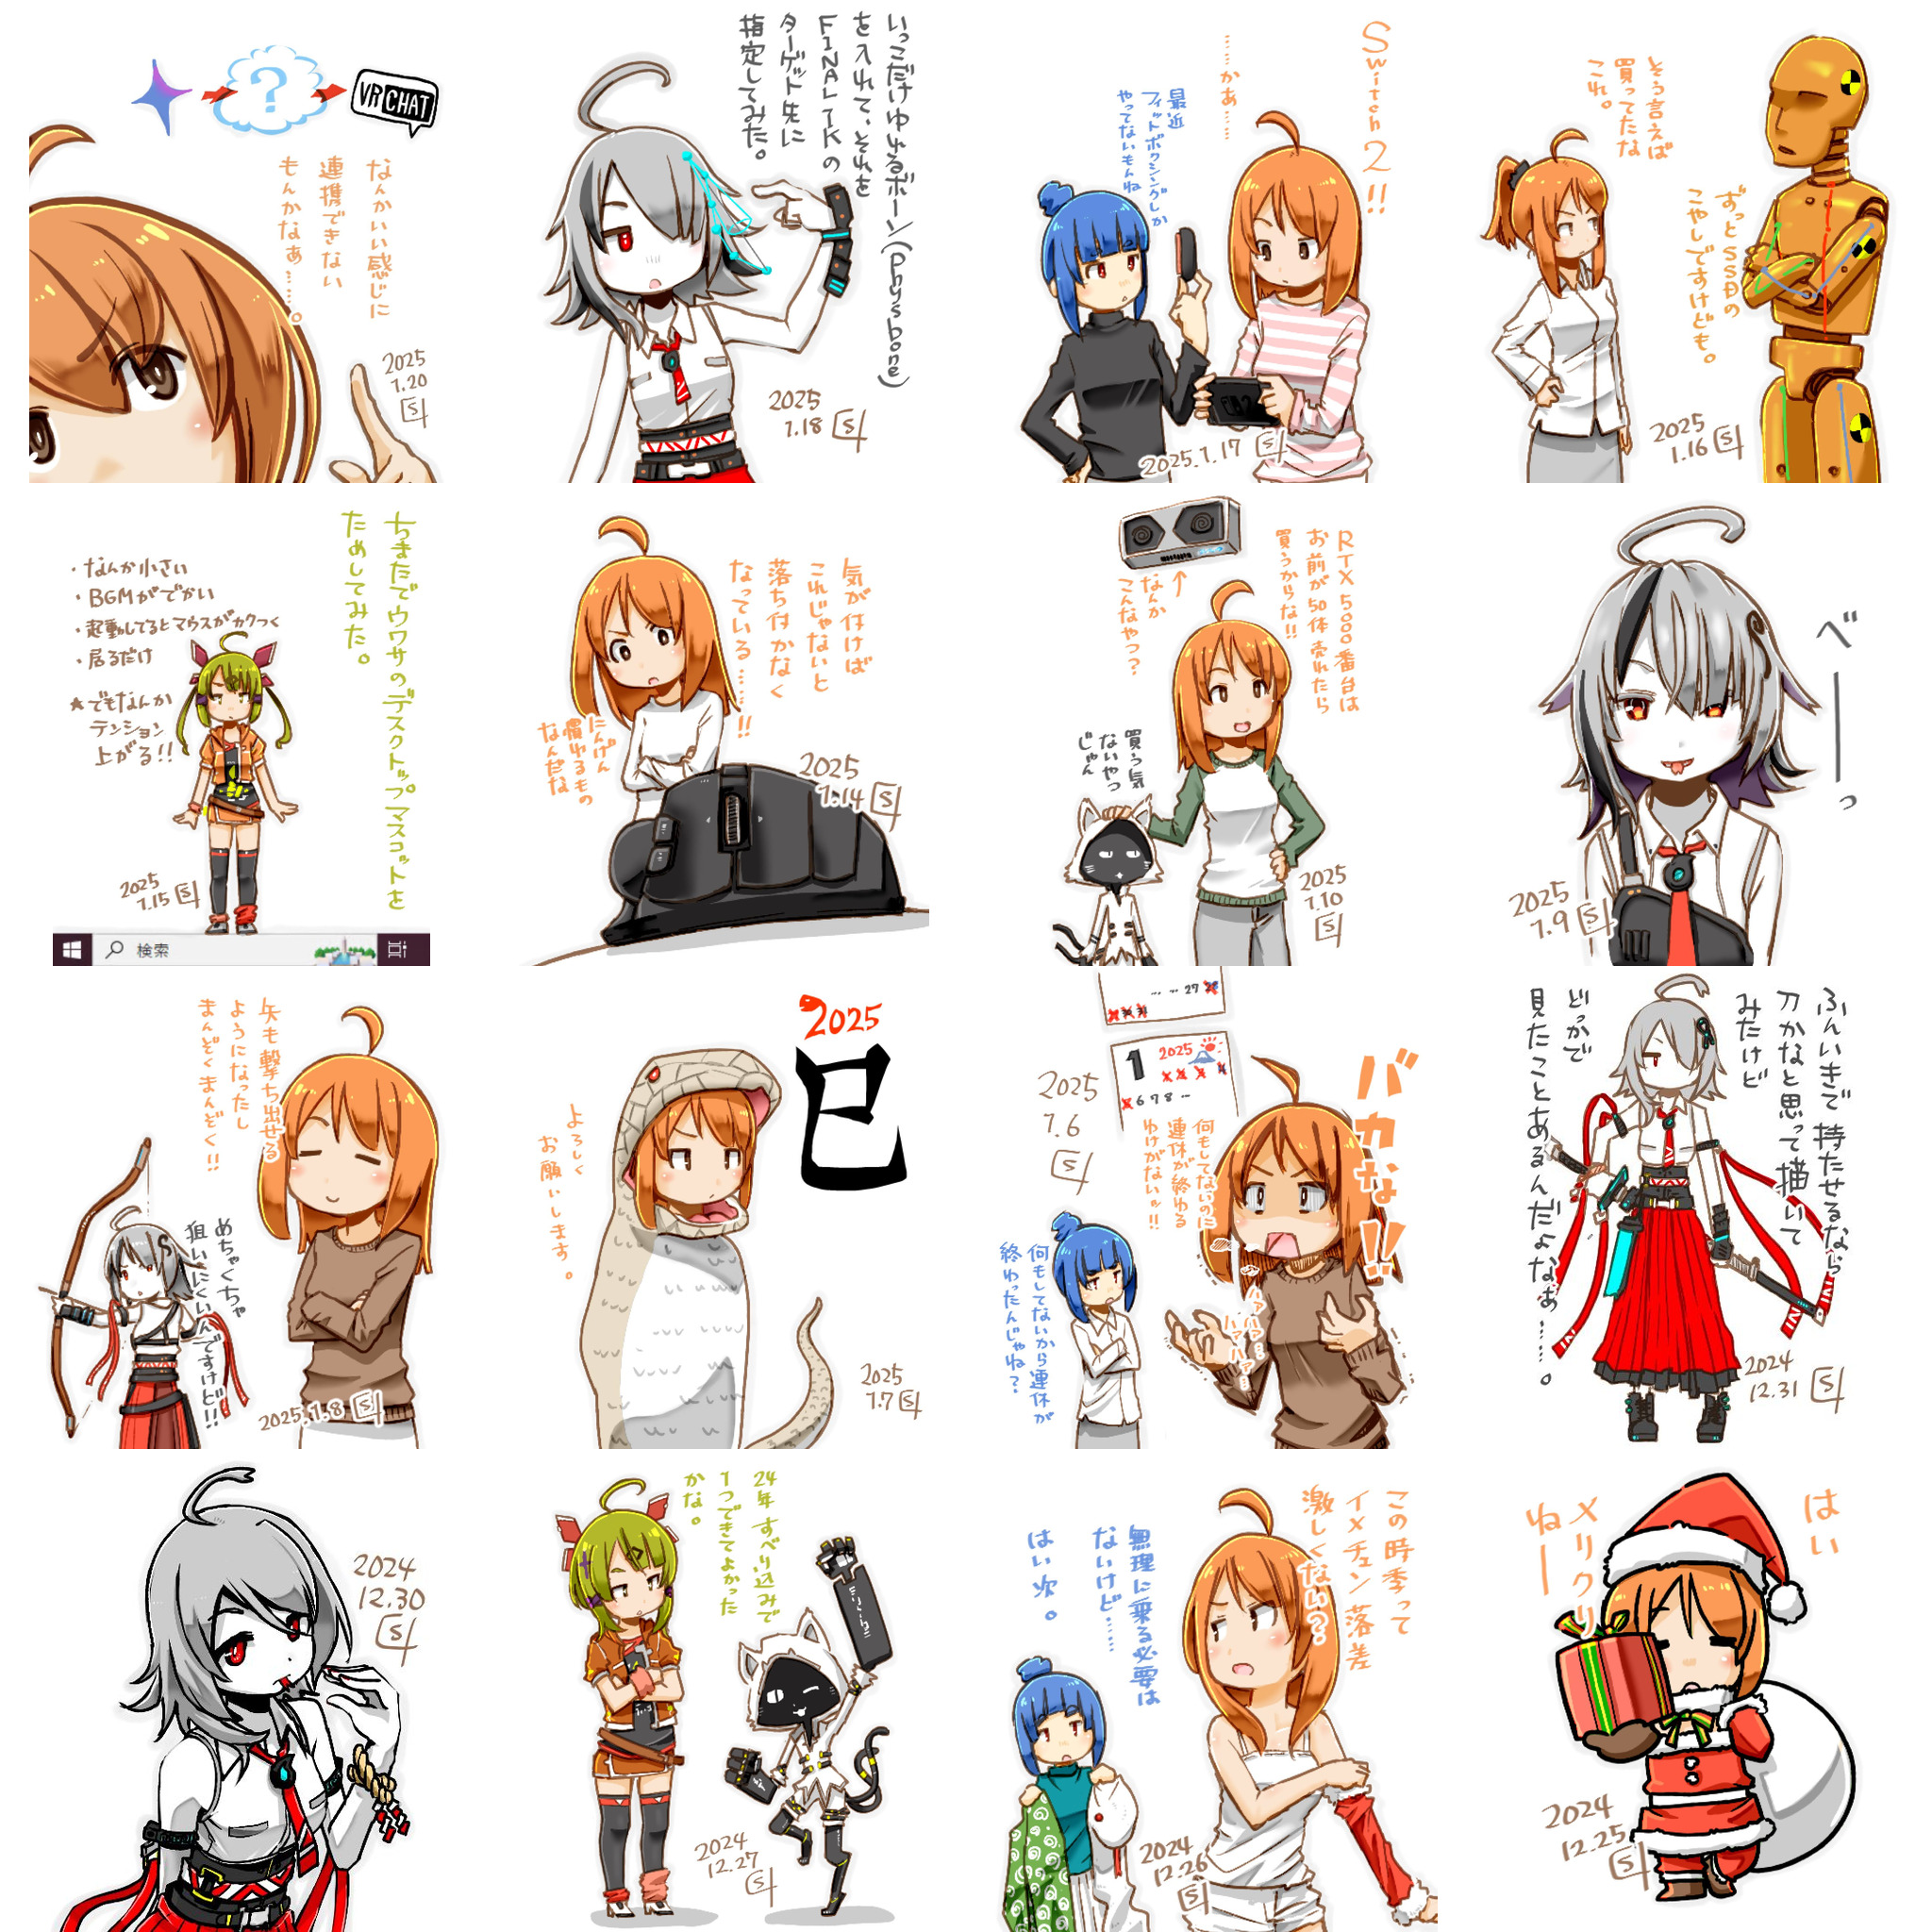 ?
VRCHAT
なんかいい感じに
連携できない
もんかなぁ……。
2025
1.20
いっこだけゆれるボーン(Physbone)
を入れて、それを
FINAL IKの
ターゲット先に
指定してみた。
2025
1.18
Switch2!!
……かぁ……
最近
フィットボクシングしか
やってないもんね
2025.1.17
そう言えば
買ってたな
これ。
ずっとSSDの
こやしですけども。
2025
1.16
ちまたでウワサのデスクトップマスコットを
ためしてみた。
・なんか小さい
・BGMがでかい
・起動してるとマウスがカクつく
・居るだけ
★でもなんか
テンション
上がる!!
2025
1.15
検索
気が付けば
これじゃないと
落ち付かなく
なっている……!!
にんげん
慣れるもの
なんだな
2025
1.14
RTX5000番台は
お前が50体売れたら
買うからな!!
なんか
こんなやつ?
買う気
ないやつ
じゃん
2025
1.10
べーーっ
2025
1.9
矢も撃ち出せる
ようになったし
まんぞくまんぞく!!
めちゃくちゃ
狙いにくいんですけど!!
2025.1.8
2025
巳
よろしく
お願いします。
2025
1.7
… … 27 28
1
2025
6 7 8 …
バカな!!
何もしてないのに
連休が終わる
わけがないッ!!
ハァハァ…
ハァハァ…
何もしてないから連休が
終わったんじゃね?
2025
1.6
ふんいきで持たせるなら
刀かなと思って描いて
みたけど
どっかで
見たことあるんだよなぁ……。
2024
12.31
2024
12.30
24年すべり込みで
1つできてよかった
かな。
2024
12.27
この時季って
イメチェン落差
激しくない?
無理に乗る必要は
ないけど……
はい次。
2024
12.26
はい
メリクリ
ねー
2024
12.25